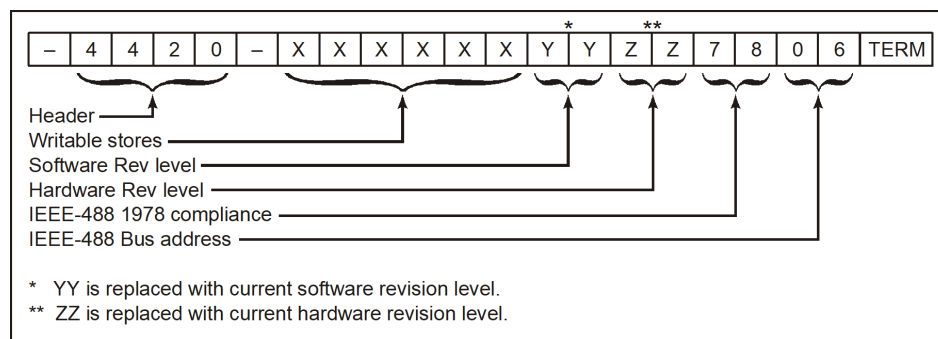 * **
– 4 4 2 0 – X X X X X X Y Y Z Z 7 8 0 6 TERM
Header
Writable stores
Software Rev level
Hardware Rev level
IEEE-488 1978 compliance
IEEE-488 Bus address
* YY is replaced with current software revision level.
** ZZ is replaced with current hardware revision level.